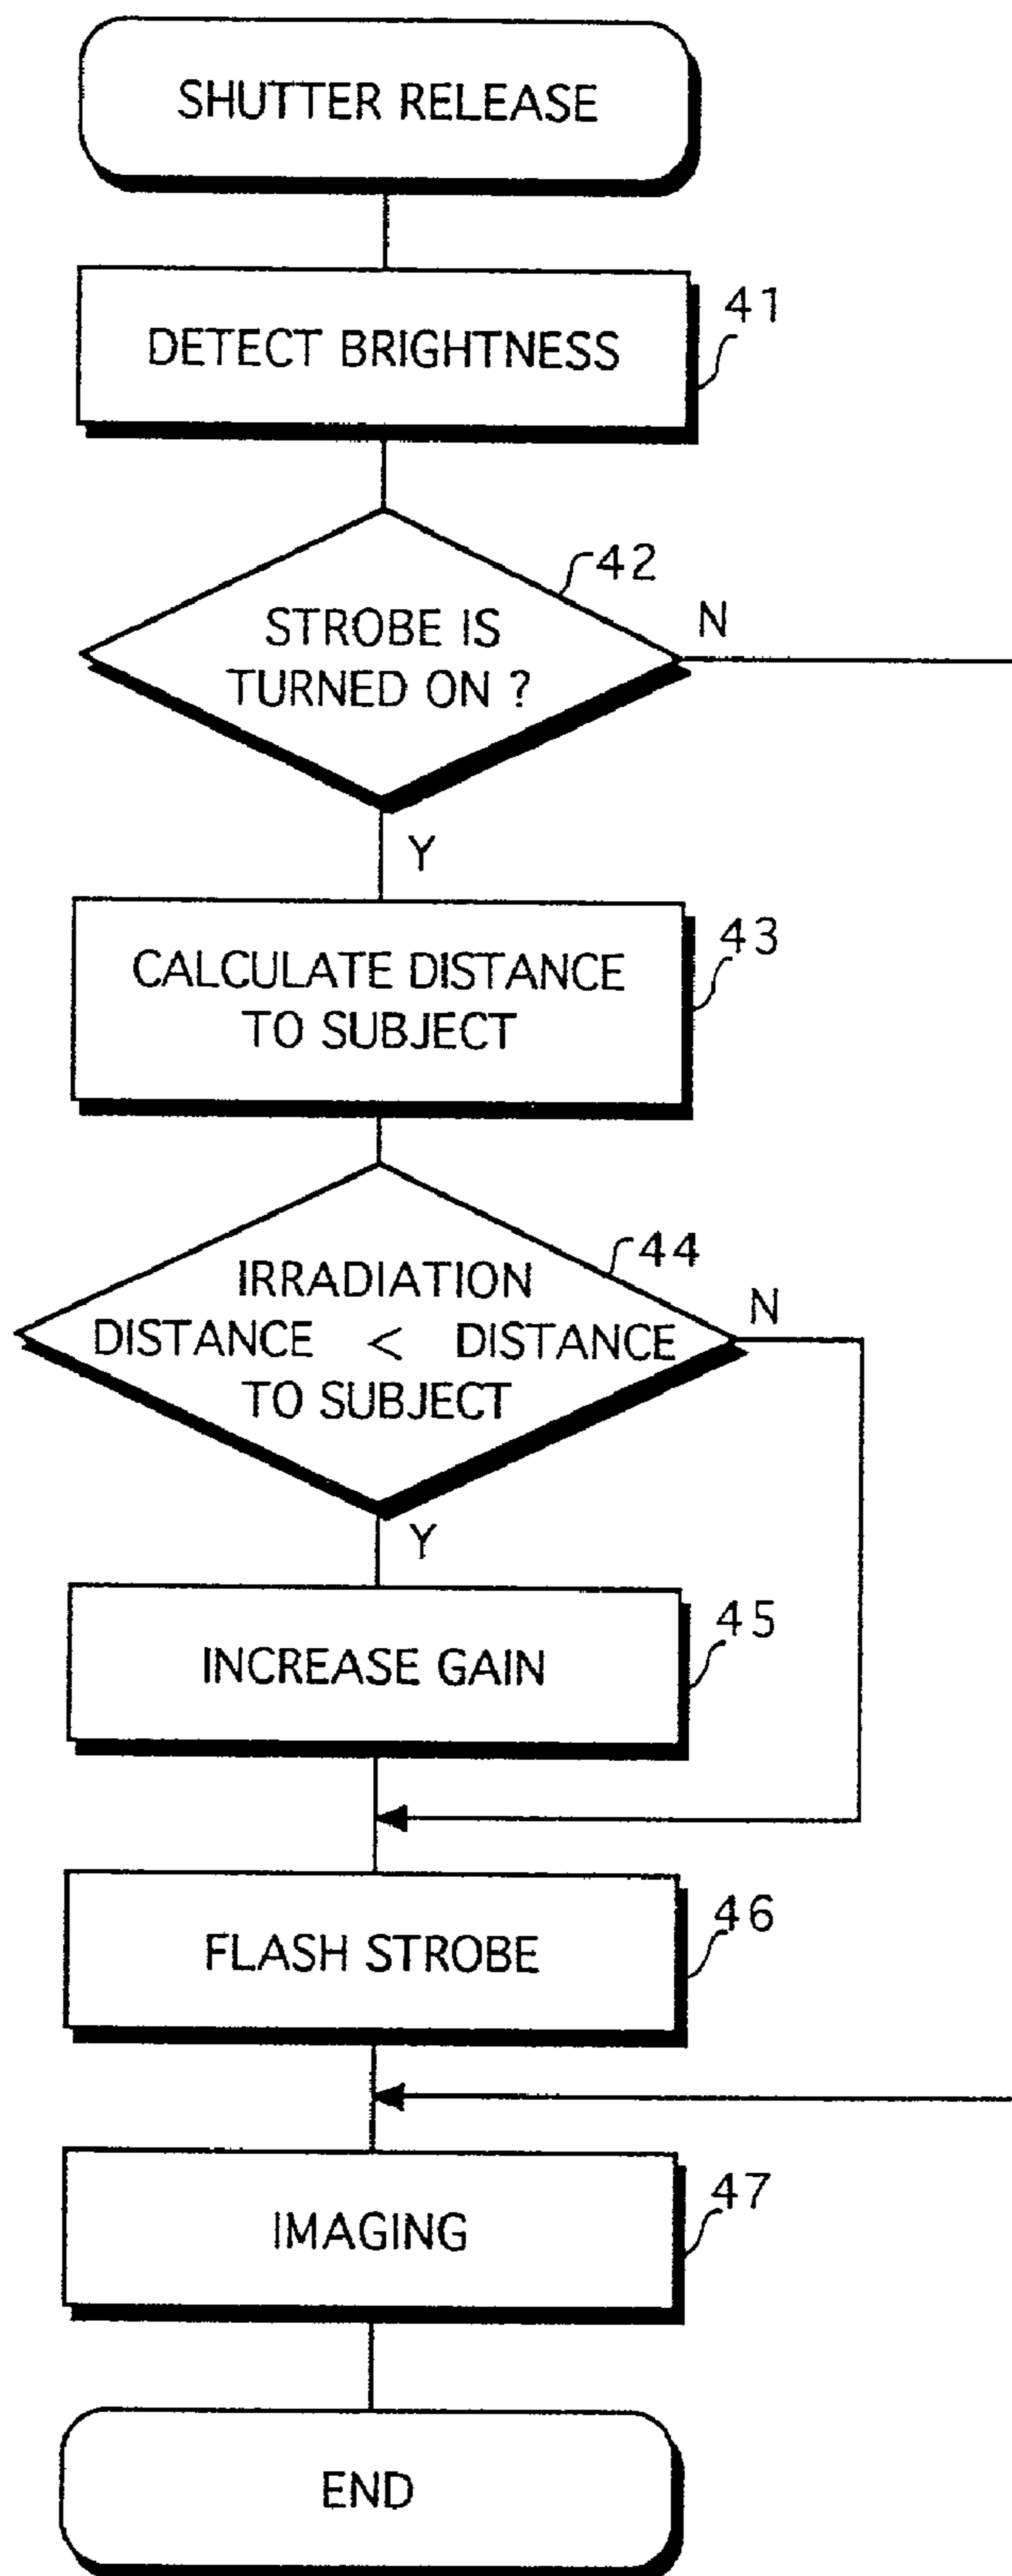 SHUTTER RELEASE
DETECT BRIGHTNESS
41
42
STROBE IS
TURNED ON ?
N
Y
CALCULATE DISTANCE
TO SUBJECT
43
44
IRRADIATION
DISTANCE < DISTANCE
TO SUBJECT
N
Y
INCREASE GAIN
45
FLASH STROBE
46
IMAGING
47
END